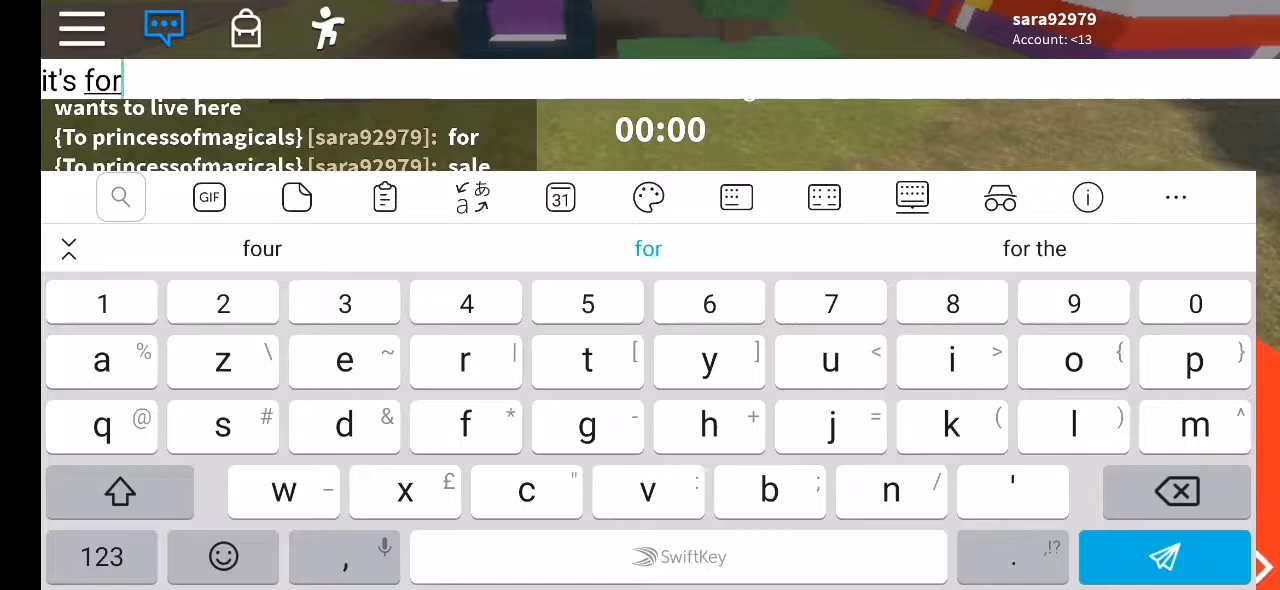 sara92979
Account: <13
it's for
wants to live here
{To princessofmagicals} [sara92979]: for
00:00
{To princessofmagicals} [sara92979]: sale
GIF
31
four
for
for the
1 2 3 4 5 6 7 8 9 0
a % z \ e ~ r | t [ y ] u < i > o { p }
q @ s # d & f * g - h + j = k ( l ) m ^
w _ x £ c " v : b ; n / '
123 , SwiftKey . ,!?